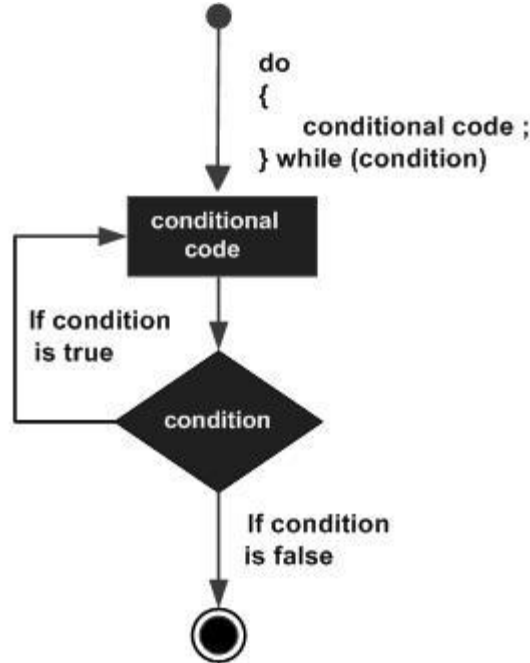 do
{
conditional code ;
} while (condition)
conditional
code
If condition
is true
condition
If condition
is false